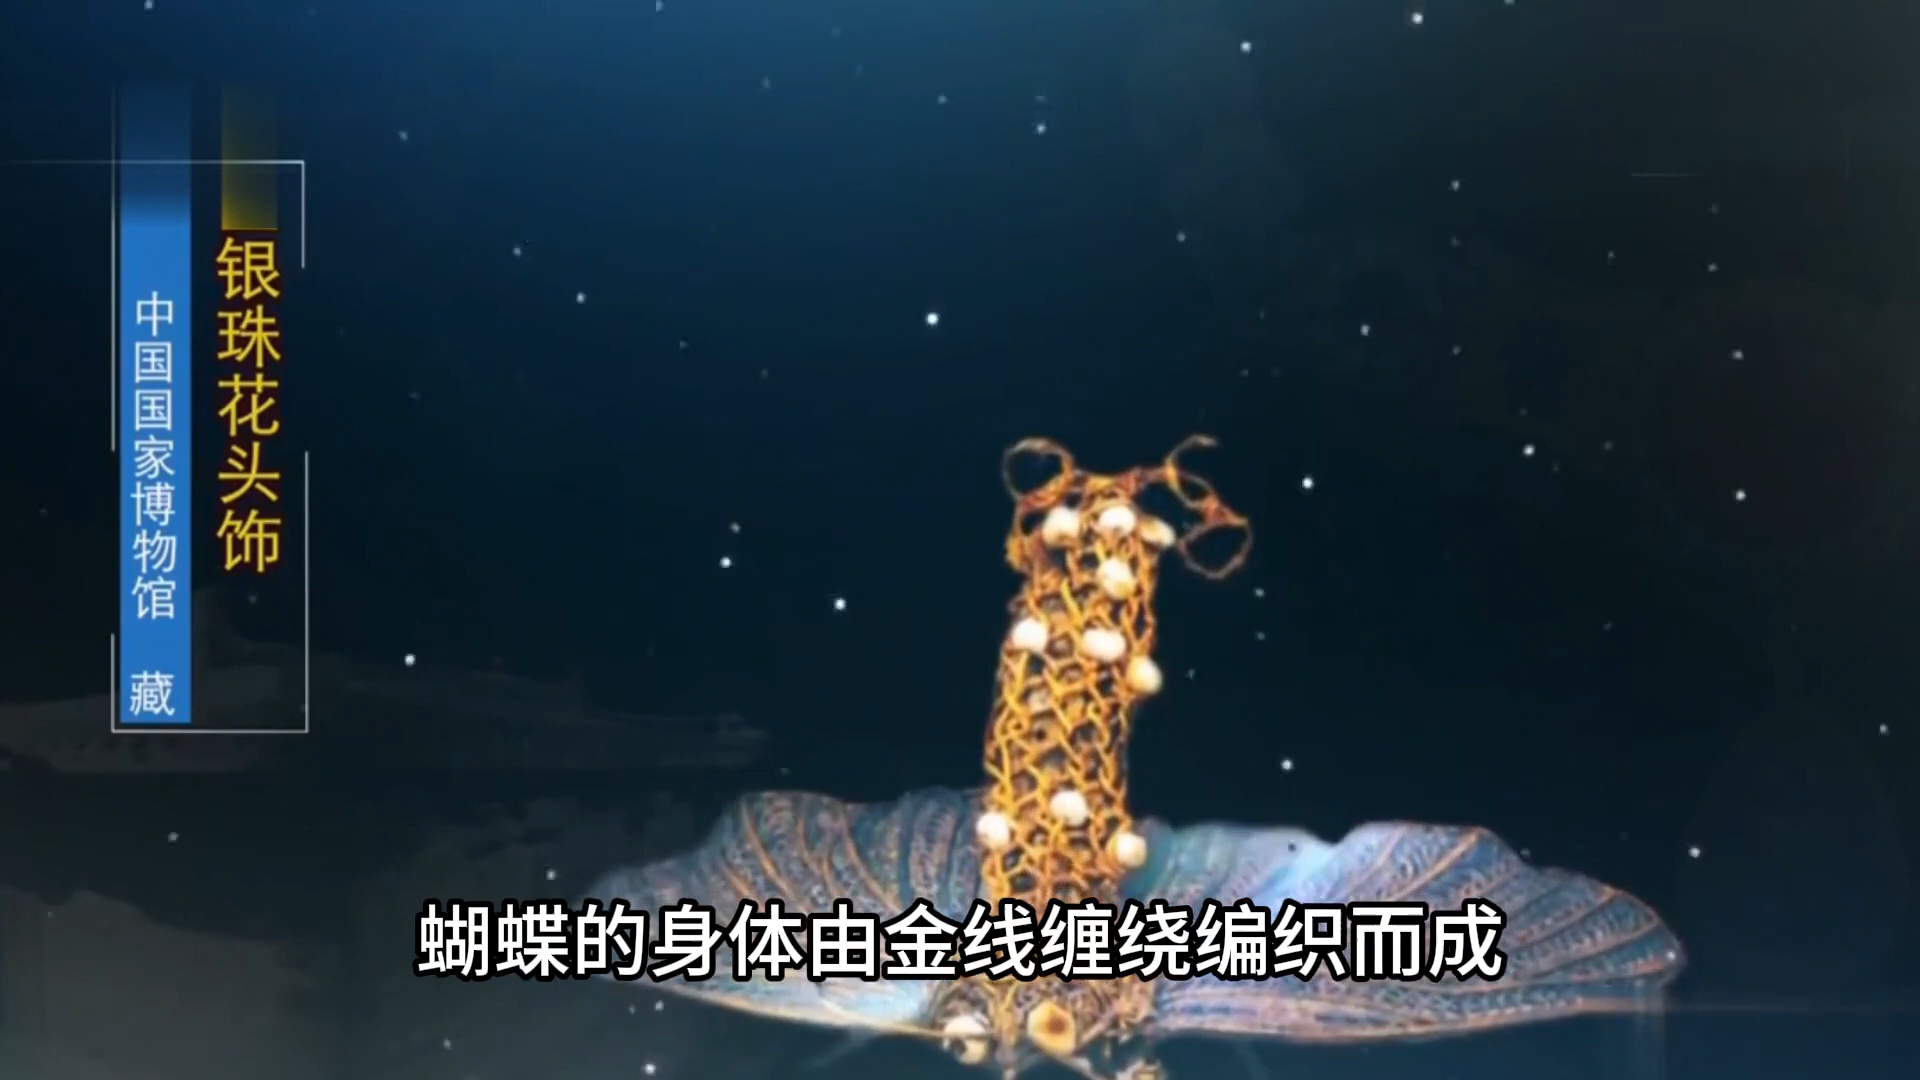 银珠花头饰
中国国家博物馆 藏
蝴蝶的身体由金线缠绕编织而成